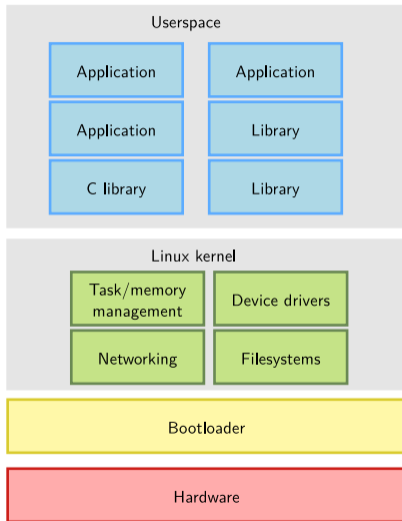 Userspace
Application
Application
Application
Library
C library
Library
Linux kernel
Task/memory
management
Device drivers
Networking
Filesystems
Bootloader
Hardware